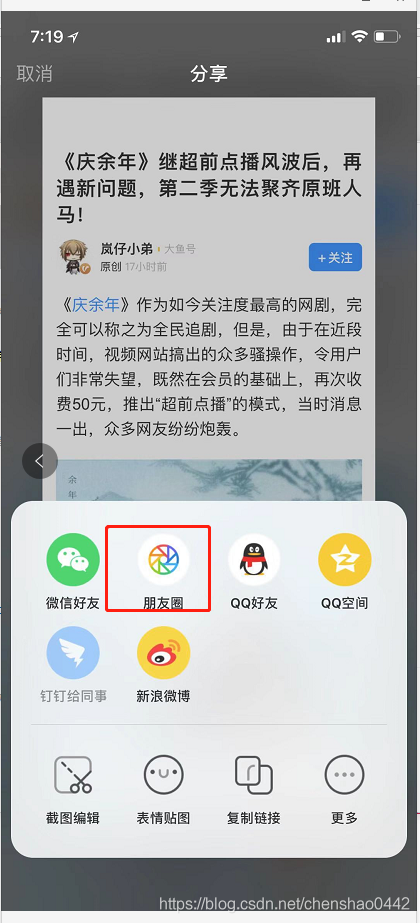 7:19
取消 分享
《庆余年》继超前点播风波后，再
遇新问题，第二季无法聚齐原班人
马！
岚仔小弟 大鱼号
原创 17小时前
+关注
《庆余年》作为如今关注度最高的网剧，完
全可以称之为全民追剧，但是，由于在近段
时间，视频网站搞出的众多骚操作，令用户
们非常失望，既然在会员的基础上，再次收
费50元，推出“超前点播”的模式，当时消息
一出，众多网友纷纷炮轰。
余
年
微信好友 朋友圈 QQ好友 QQ空间
钉钉给同事 新浪微博
截图编辑 表情贴图 复制链接 更多
https://blog.csdn.net/chenshao0442